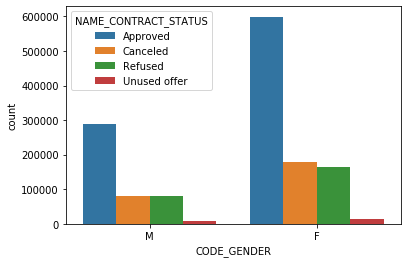 NAME_CONTRACT_STATUS
Approved
Canceled
Refused
Unused offer
600000
500000
400000
300000
200000
100000
0
count
M
F
CODE_GENDER